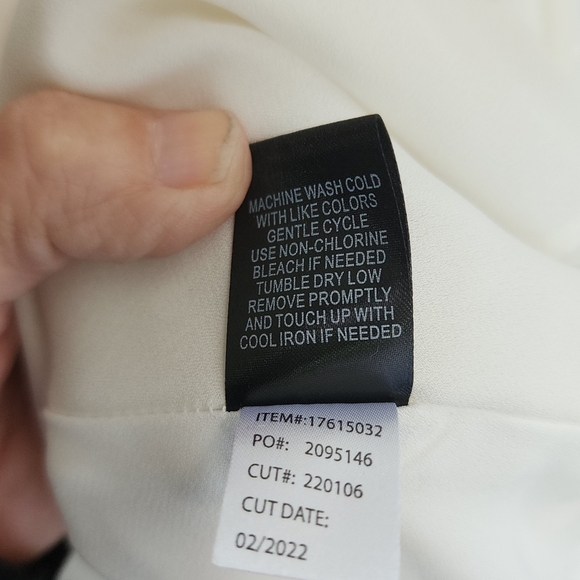 MACHINE WASH COLD
WITH LIKE COLORS
GENTLE CYCLE
USE NON-CHLORINE
BLEACH IF NEEDED
TUMBLE DRY LOW
REMOVE PROMPTLY
AND TOUCH UP WITH
COOL IRON IF NEEDED
ITEM#:17615032
PO#: 2095146
CUT#: 220106
CUT DATE:
02/2022